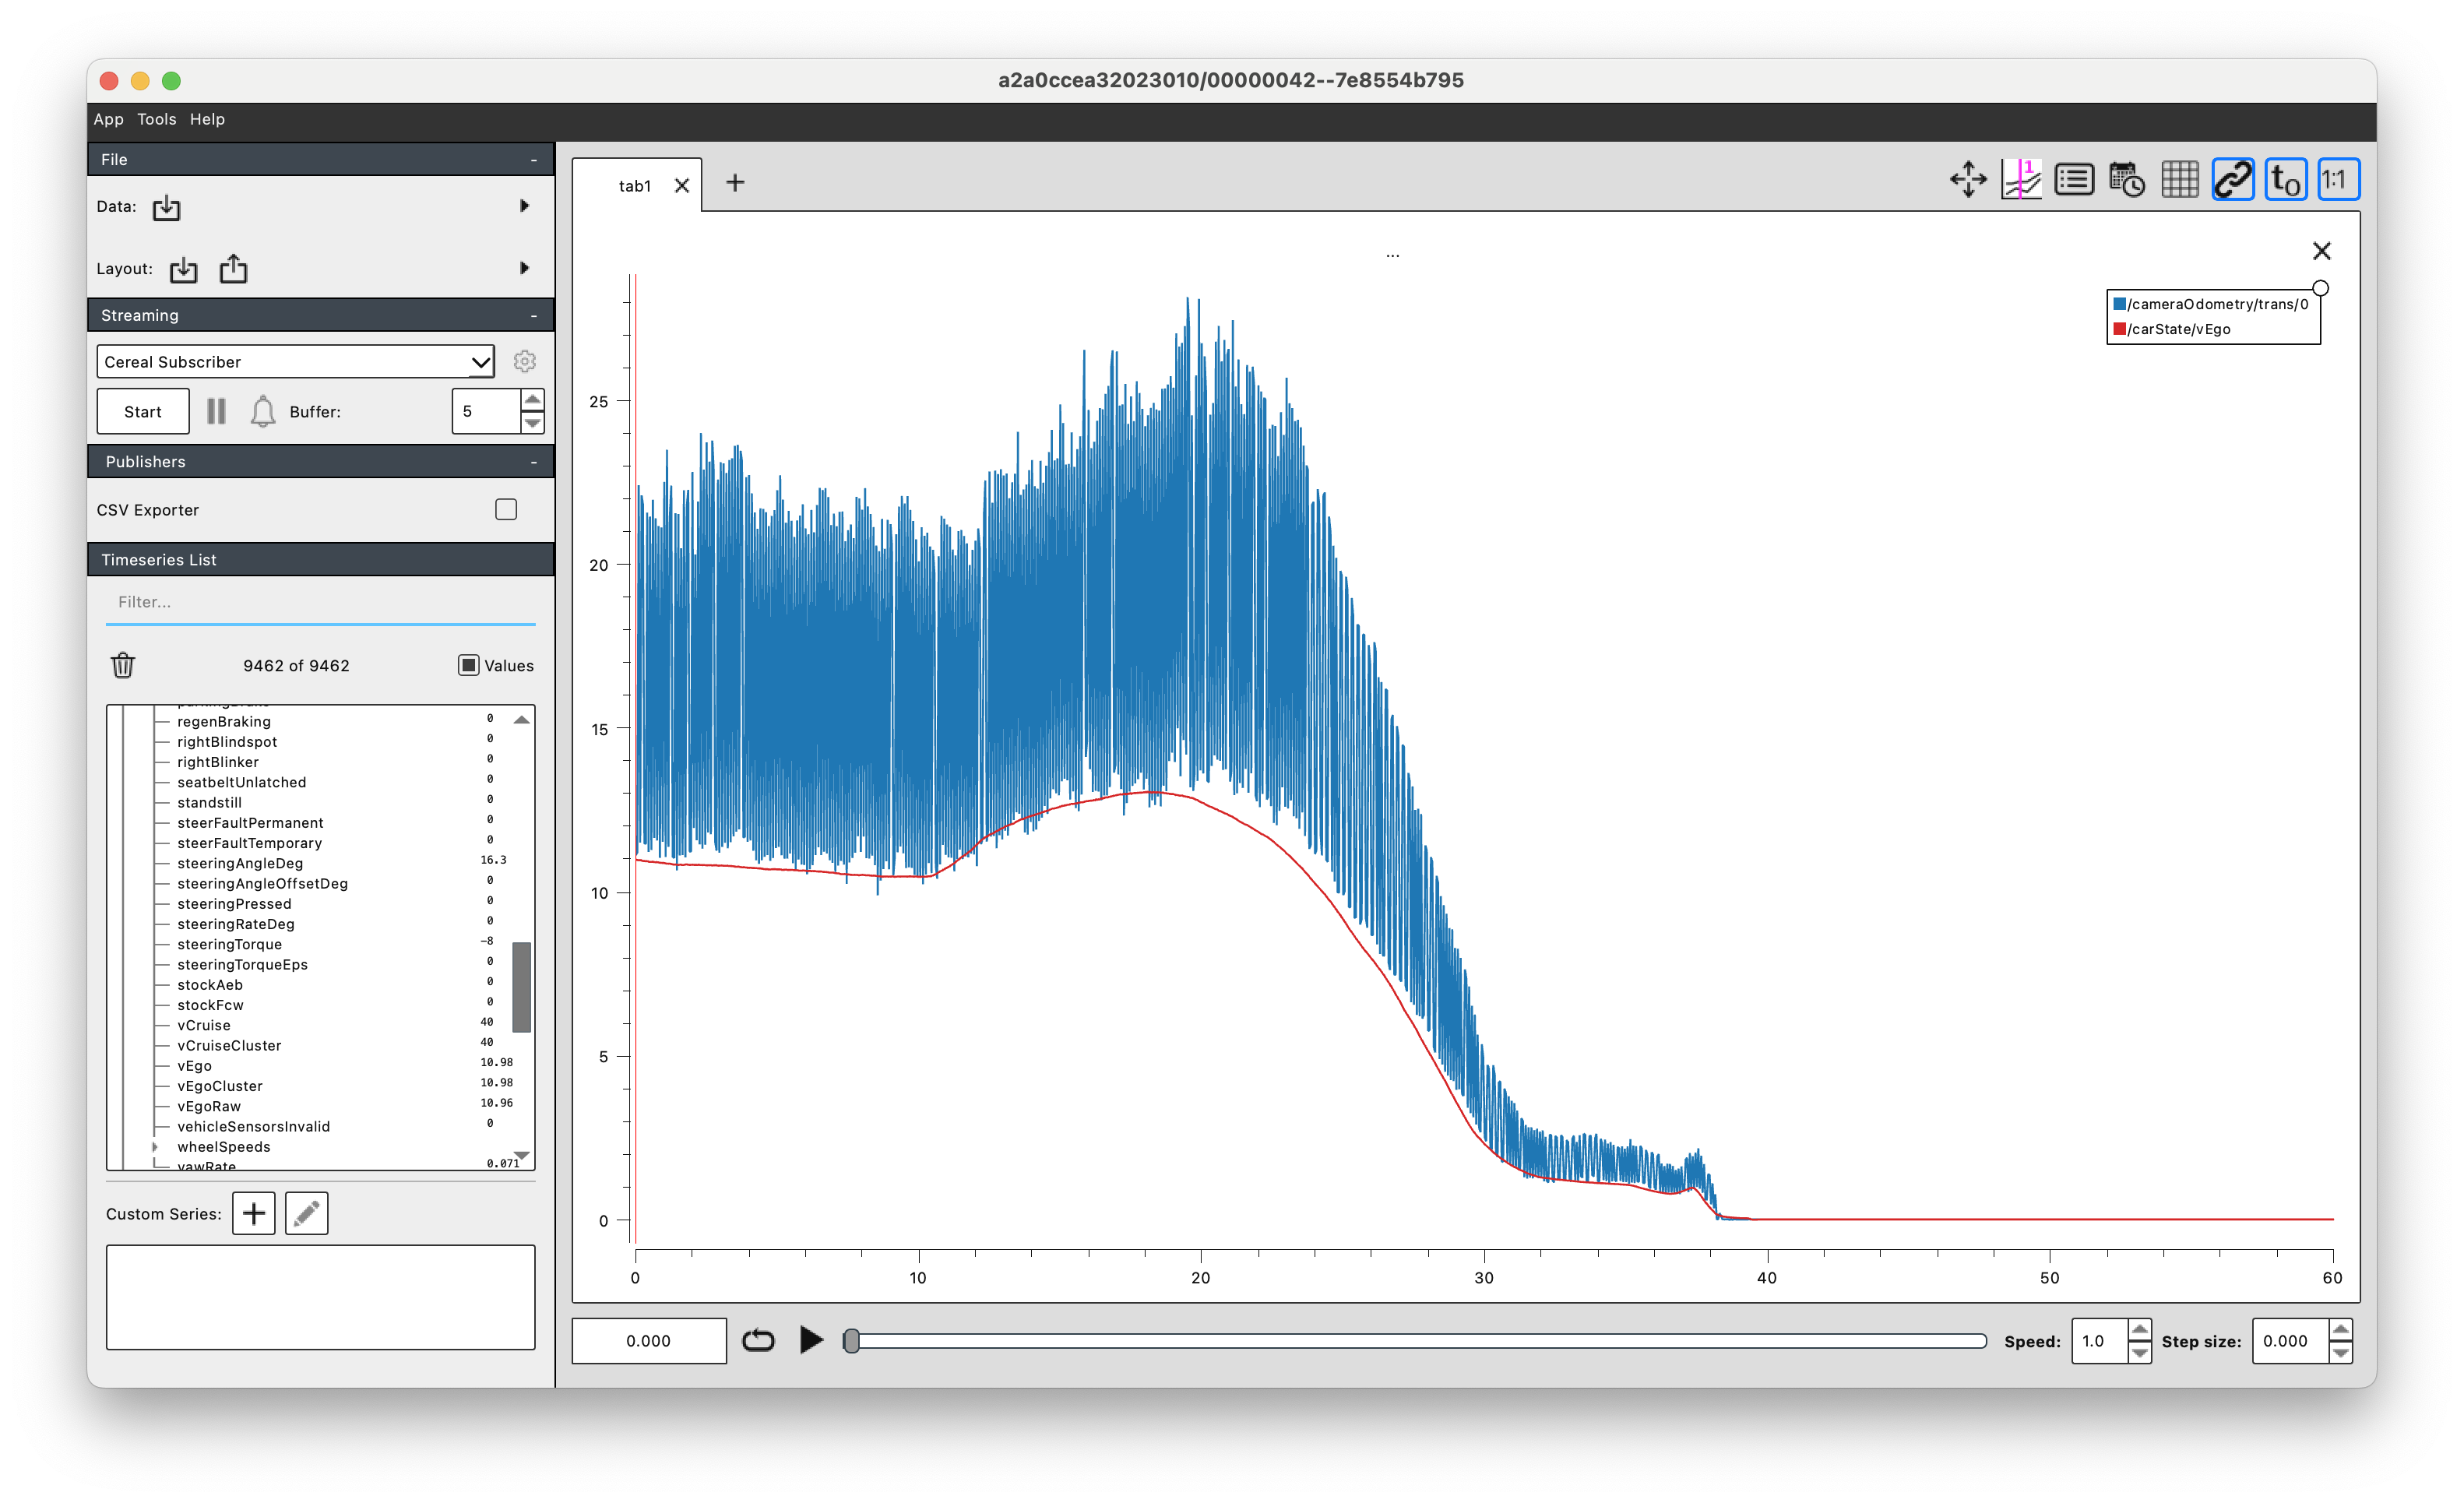 a2a0ccea32023010/00000042--7e8554b795
App Tools Help
File -
Data:
Layout:
Streaming -
Cereal Subscriber
Start Buffer: 5
Publishers -
CSV Exporter
Timeseries List
Filter...
9462 of 9462 Values
regenBraking 0
rightBlindspot 0
rightBlinker 0
seatbeltUnlatched 0
standstill 0
steerFaultPermanent 0
steerFaultTemporary 0
steeringAngleDeg 16.3
steeringAngleOffsetDeg 0
steeringPressed 0
steeringRateDeg 0
steeringTorque -8
steeringTorqueEps 0
stockAeb 0
stockFcw 0
vCruise 40
vCruiseCluster 40
vEgo 10.98
vEgoCluster 10.98
vEgoRaw 10.96
vehicleSensorsInvalid 0
wheelSpeeds
yawRate 0.071
Custom Series:
tab1
1
t0
1:1
...
/cameraOdometry/trans/0
/carState/vEgo
25
20
15
10
5
0
0 10 20 30 40 50 60
0.000 Speed: 1.0 Step size: 0.000